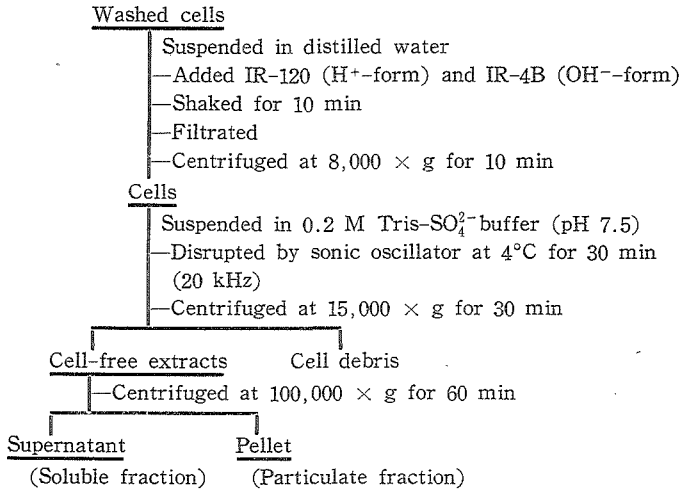 Washed cells
Suspended in distilled water
—Added IR-120 (H⁺-form) and IR-4B (OH⁻-form)
—Shaked for 10 min
—Filtrated
—Centrifuged at 8,000 × g for 10 min
Cells
Suspended in 0.2 M Tris-SO₄²⁻ buffer (pH 7.5)
—Disrupted by sonic oscillator at 4°C for 30 min
(20 kHz)
—Centrifuged at 15,000 × g for 30 min
Cell-free extracts Cell debris
—Centrifuged at 100,000 × g for 60 min
Supernatant Pellet
(Soluble fraction) (Particulate fraction)